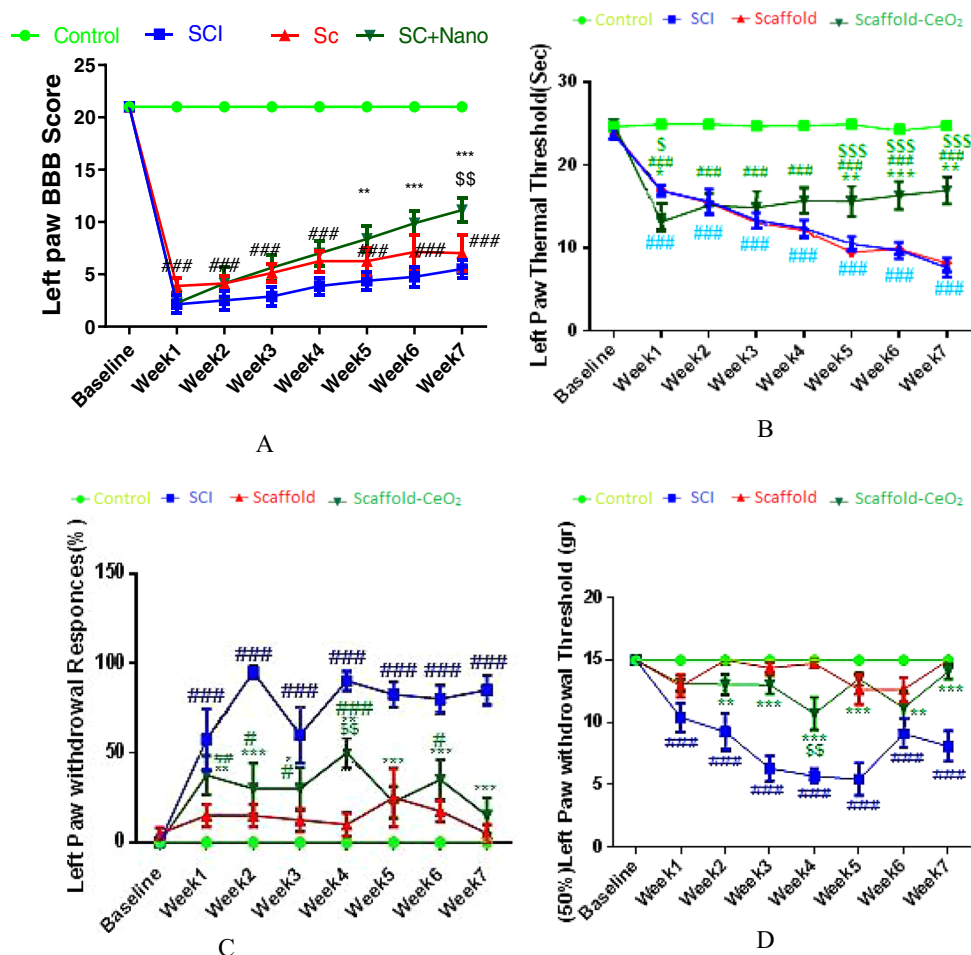 Control SCI Sc SC+Nano
Left paw BBB Score
25
20
15
10
5
0
***
** *** $$
### ### ### ### ### ### ###
Baseline Week1 Week2 Week3 Week4 Week5 Week6 Week7
A
Control SCI Scaffold Scaffold-CeO₂
Left Paw Thermal Threshold(Sec)
30
20
10
0
$ $$$ $$$ $$$
### ### ### ### ### ### ###
* ** *** **
### ### ### ### ### ### ###
Baseline Week1 Week2 Week3 Week4 Week5 Week6 Week7
B
Control SCI Scaffold Scaffold-CeO₂
Left Paw withdrowal Responces(%)
150
100
50
0
### ### ### ### ### ### ###
## # # ### #
** *** ** *** *** ***
$$
Baseline Week1 Week2 Week3 Week4 Week5 Week6 Week7
C
Control SCI Scaffold Scaffold-CeO₂
(50%)Left Paw withdrowal Threshold (gr)
20
15
10
5
0
** *** *** *** ** ***
$$
### ### ### ### ### ### ###
Baseline Week1 Week2 Week3 Week4 Week5 Week6 Week7
D